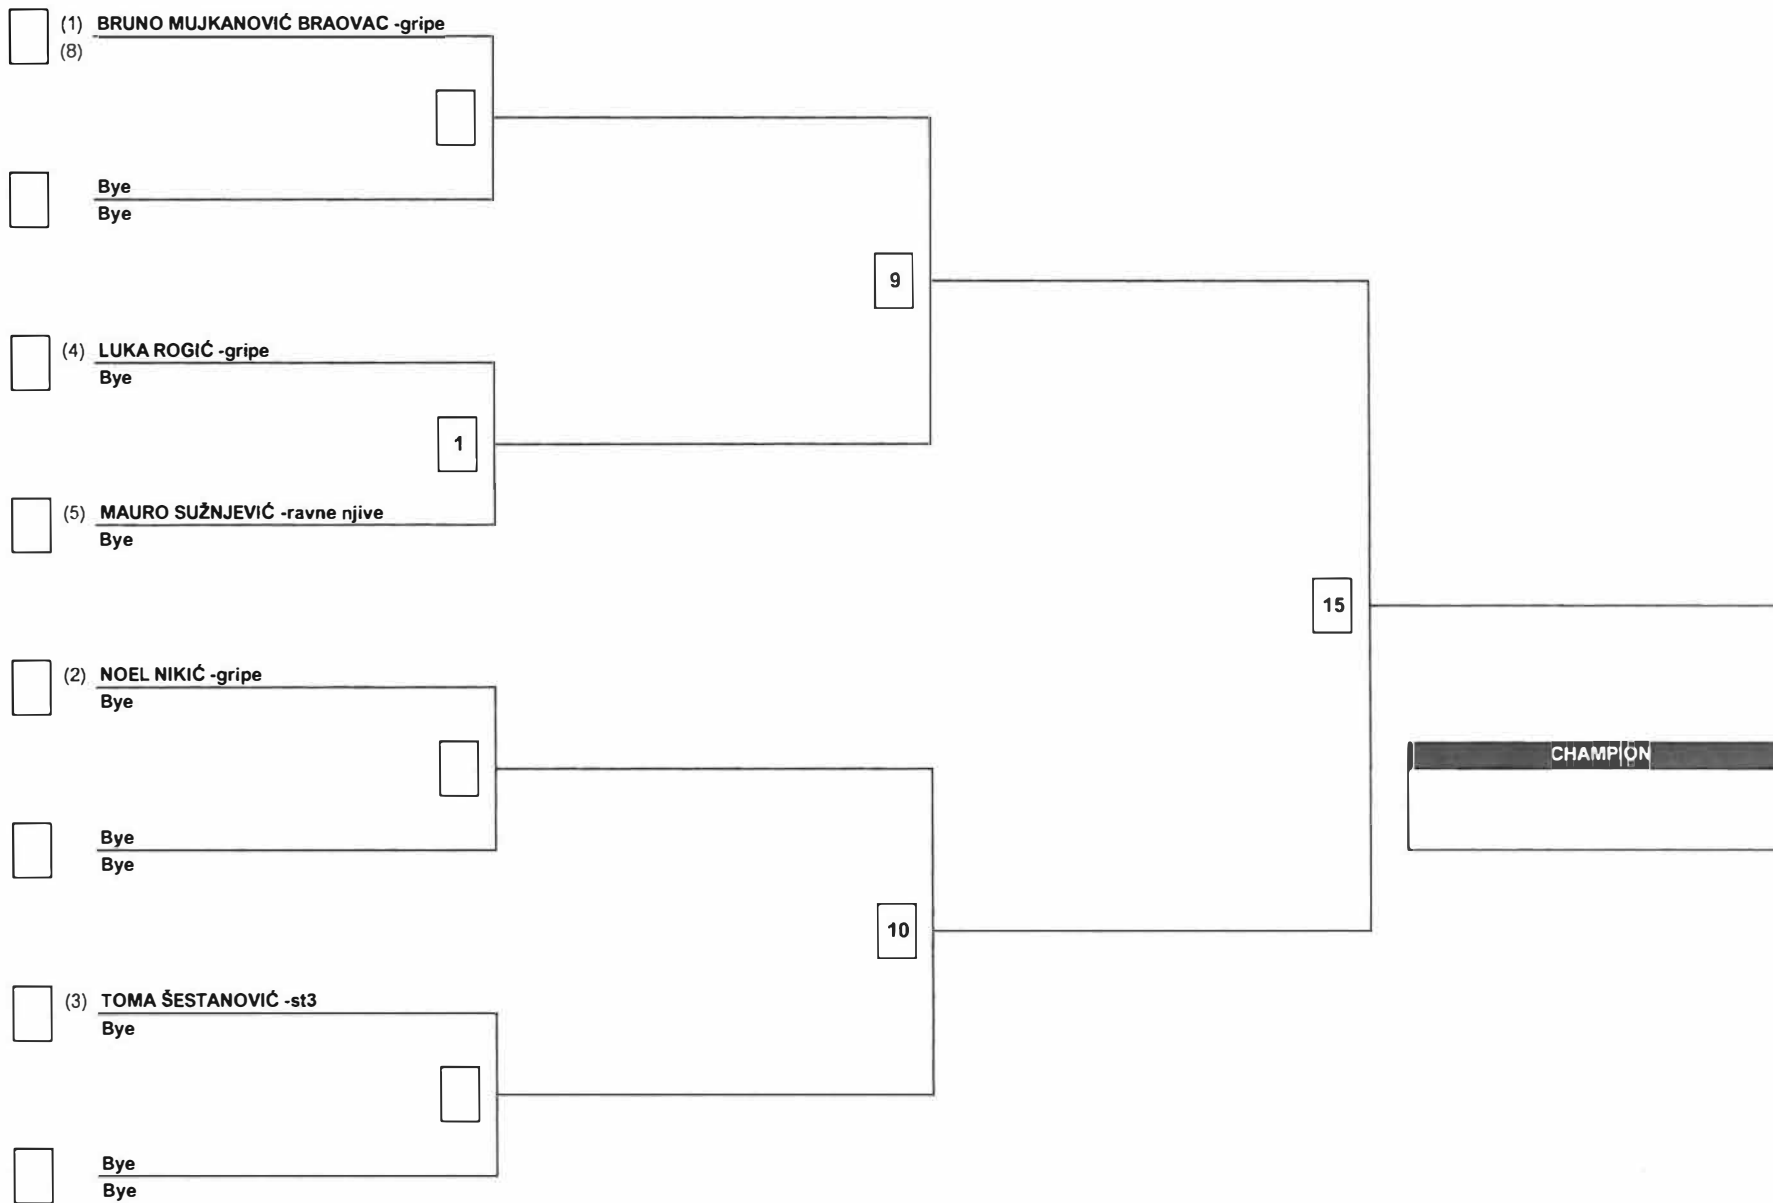 (1) BRUNO MUJKANOVIĆ BRAOVAC -gripe
(8)
Bye
Bye
9
(4) LUKA ROGIĆ -gripe
Bye
1
(5) MAURO SUŽNJEVIĆ -ravne njive
Bye
15
(2) NOEL NIKIĆ -gripe
Bye
CHAMPION
Bye
Bye
10
(3) TOMA ŠESTANOVIĆ -st3
Bye
Bye
Bye